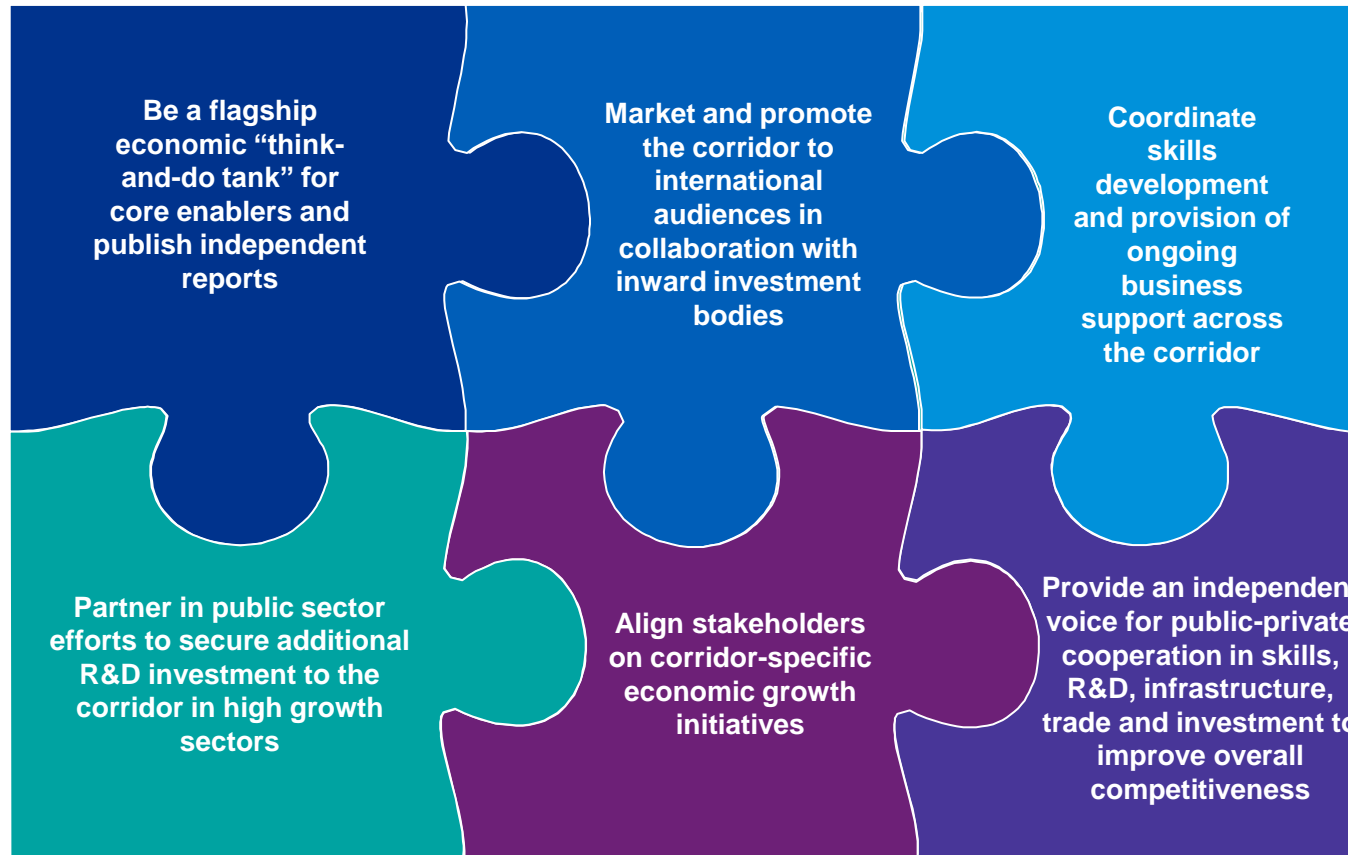 Be a flagship
economic “think-
and-do tank” for
core enablers and
publish independent
reports
Market and promote
the corridor to
international
audiences in
collaboration with
inward investment
bodies
Coordinate
skills
development
and provision of
ongoing
business
support across
the corridor
Partner in public sector
efforts to secure additional
R&D investment to the
corridor in high growth
sectors
Align stakeholders
on corridor-specific
economic growth
initiatives
Provide an independen
voice for public-private
cooperation in skills,
R&D, infrastructure,
trade and investment to
improve overall
competitiveness